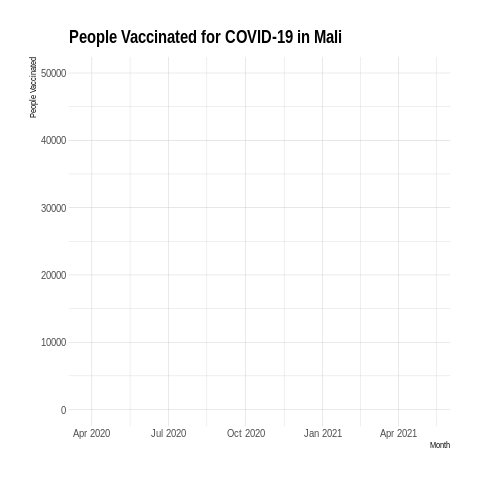 People Vaccinated for COVID-19 in Mali
People Vaccinated
50000
40000
30000
20000
10000
0
Apr 2020 Jul 2020 Oct 2020 Jan 2021 Apr 2021
Month